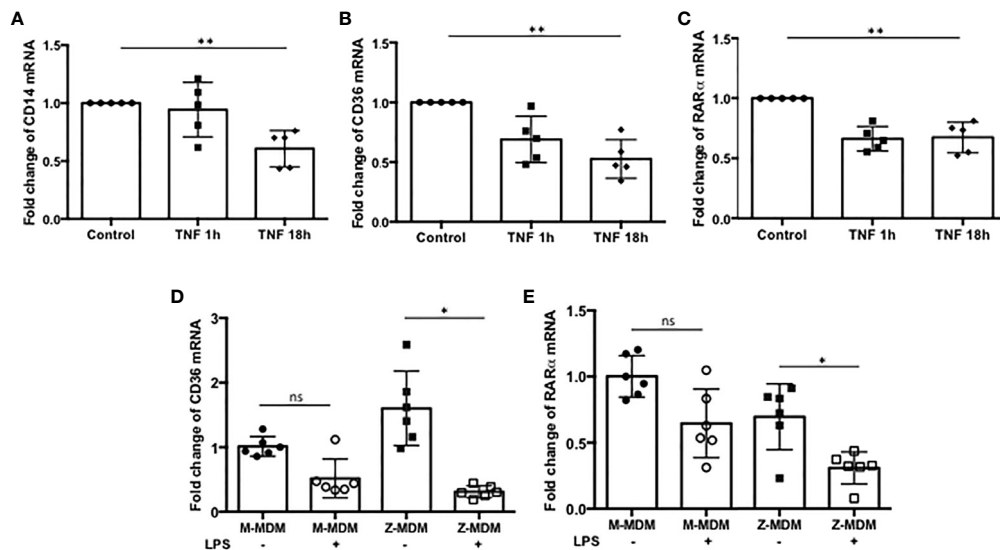 A
**
Fold change of CD14 mRNA
1.5
1.0
0.5
0.0
Control TNF 1h TNF 18h
B
**
Fold change of CD36 mRNA
1.5
1.0
0.5
0.0
Control TNF 1h TNF 18h
C
**
Fold change of RARα mRNA
1.5
1.0
0.5
0.0
Control TNF 1h TNF 18h
D
ns
*
Fold change of CD36 mRNA
3
2
1
0
M-MDM M-MDM Z-MDM Z-MDM
LPS - + - +
E
ns
*
Fold change of RARα mRNA
1.5
1.0
0.5
0.0
M-MDM M-MDM Z-MDM Z-MDM
LPS - + - +